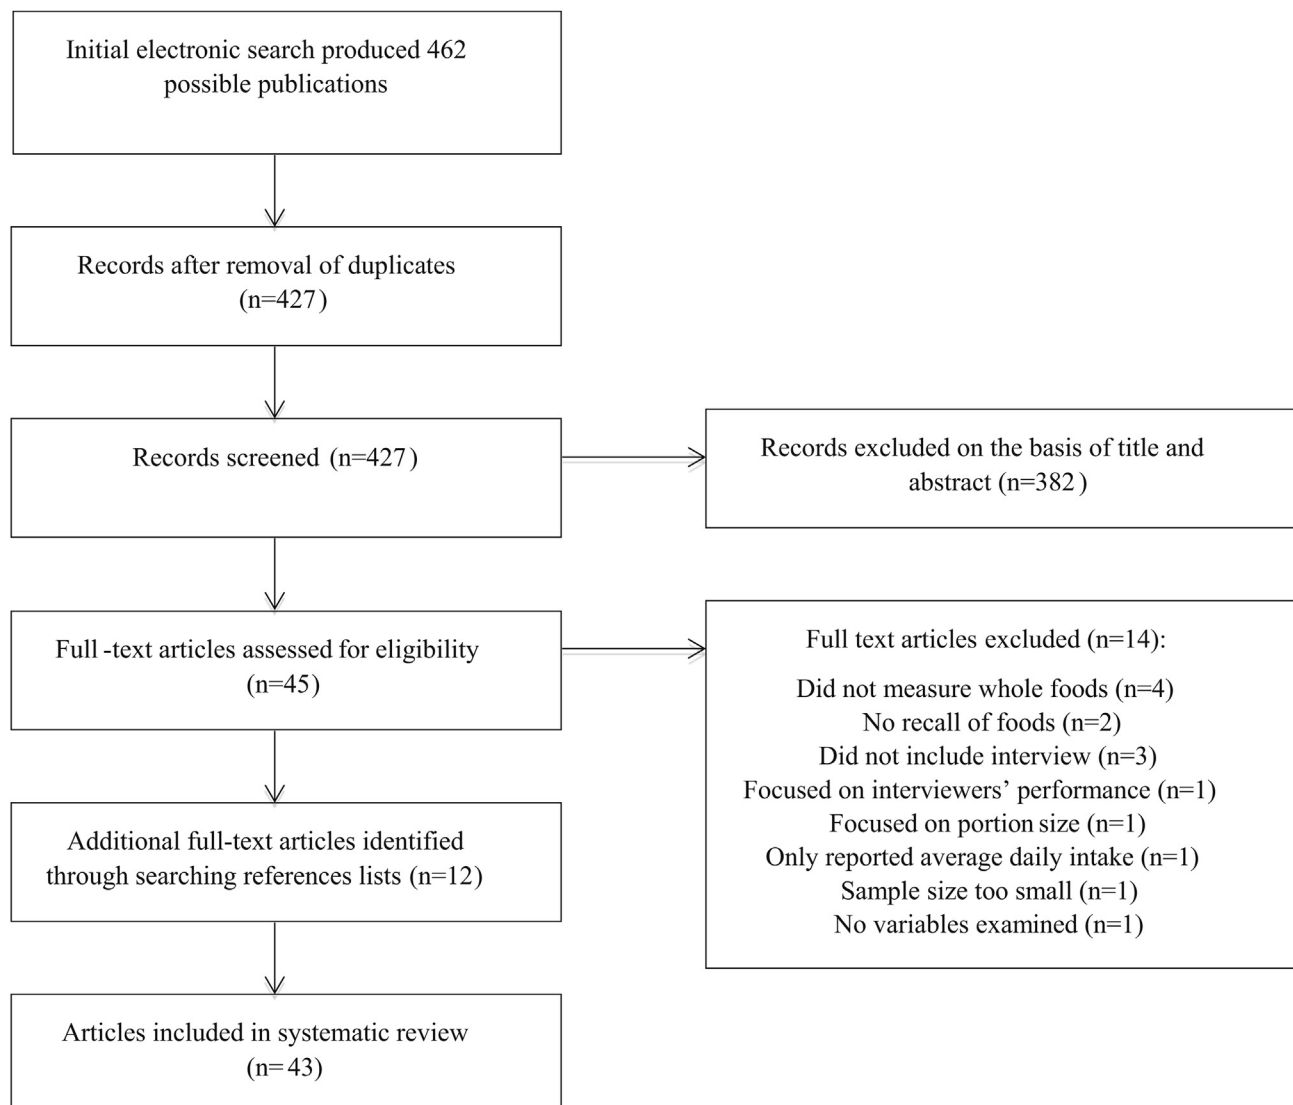 Initial electronic search produced 462
possible publications
Records after removal of duplicates
(n=427)
Records screened (n=427)
Records excluded on the basis of title and
abstract (n=382)
Full-text articles assessed for eligibility
(n=45)
Full text articles excluded (n=14):
Did not measure whole foods (n=4)
No recall of foods (n=2)
Did not include interview (n=3)
Focused on interviewers’ performance (n=1)
Focused on portion size (n=1)
Only reported average daily intake (n=1)
Sample size too small (n=1)
No variables examined (n=1)
Additional full-text articles identified
through searching references lists (n=12)
Articles included in systematic review
(n=43)